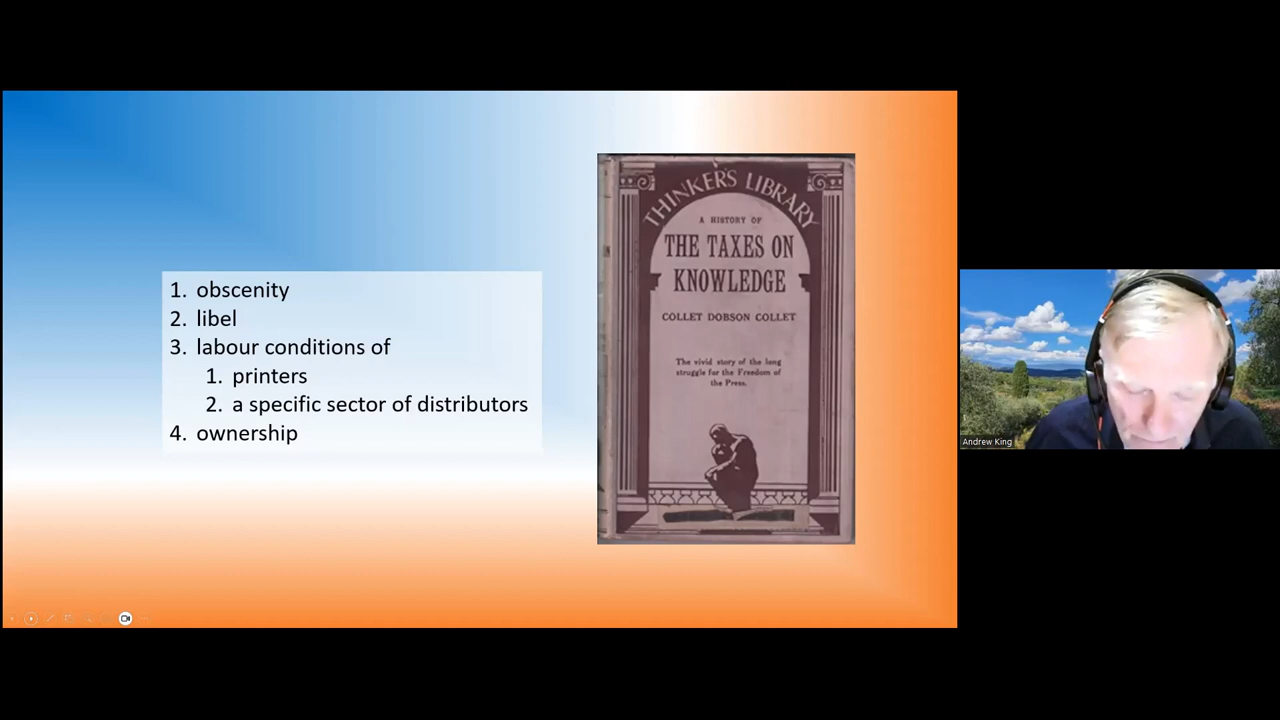 1. obscenity
2. libel
3. labour conditions of
1. printers
2. a specific sector of distributors
4. ownership
THINKER'S LIBRARY
A HISTORY OF
THE TAXES ON
KNOWLEDGE
COLLET DOBSON COLLET
The vivid story of the long
struggle for the Freedom of
the Press.
Andrew King